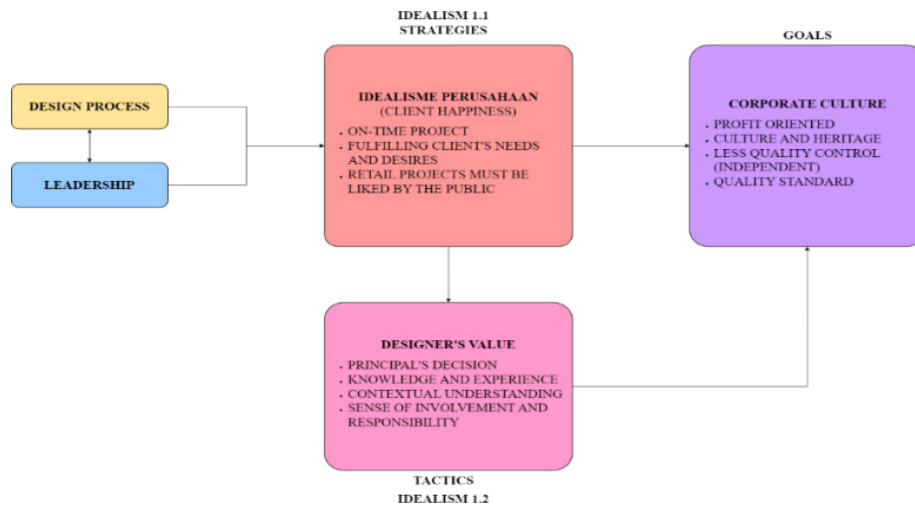 IDEALISM 1.1
STRATEGIES
GOALS
DESIGN PROCESS
LEADERSHIP
IDEALISME PERUSAHAAN
(CLIENT HAPPINESS)
• ON-TIME PROJECT
• FULFILLING CLIENT'S NEEDS
AND DESIRES
• RETAIL PROJECTS MUST BE
LIKED BY THE PUBLIC
CORPORATE CULTURE
• PROFIT ORIENTED
• CULTURE AND HERITAGE
• LESS QUALITY CONTROL
(INDEPENDENT)
• QUALITY STANDARD
DESIGNER'S VALUE
• PRINCIPAL'S DECISION
• KNOWLEDGE AND EXPERIENCE
• CONTEXTUAL UNDERSTANDING
• SENSE OF INVOLVEMENT AND
RESPONSIBILITY
TACTICS
IDEALISM 1.2